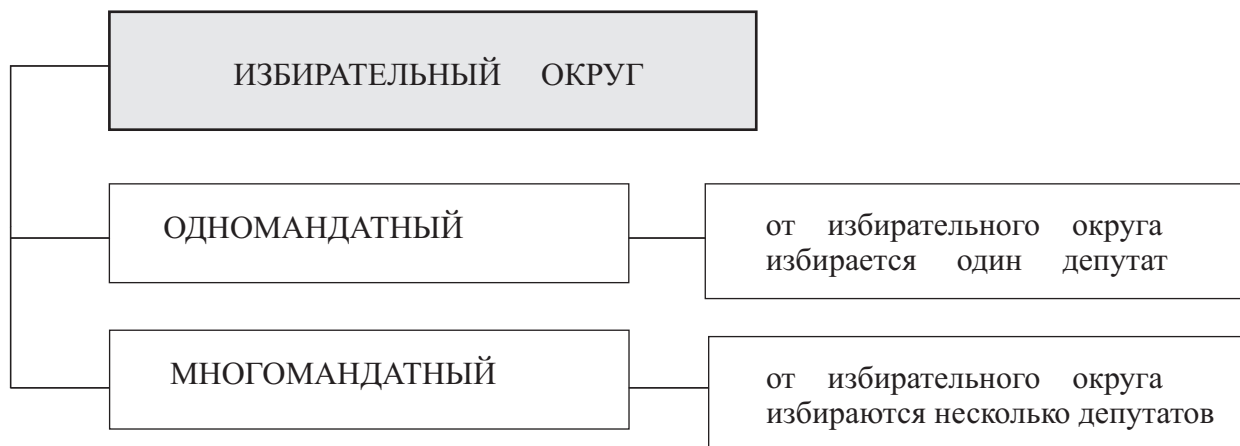 ИЗБИРАТЕЛЬНЫЙ ОКРУГ
ОДНОМАНДАТНЫЙ
от избирательного округа
избирается один депутат
МНОГОМАНДАТНЫЙ
от избирательного округа
избираются несколько депутатов